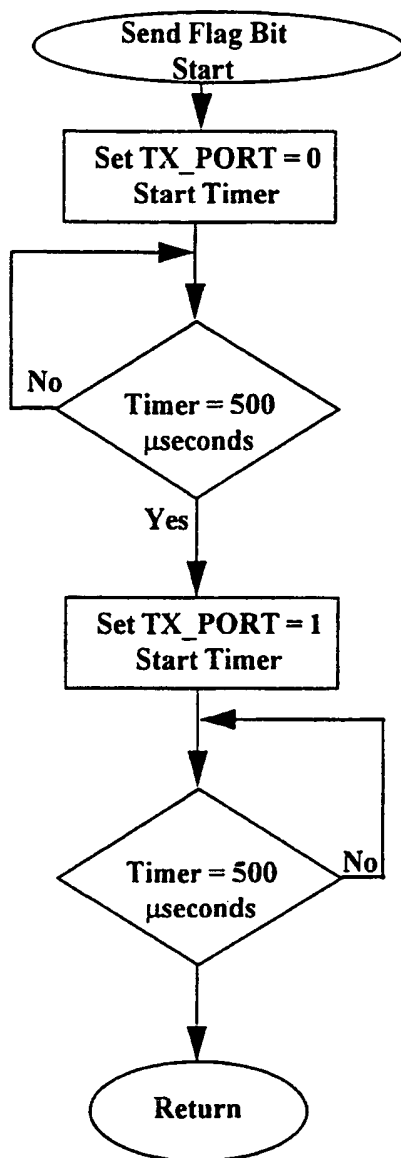 Send Flag Bit
Start
Set TX_PORT = 0
Start Timer
No
Timer = 500
μseconds
Yes
Set TX_PORT = 1
Start Timer
Timer = 500
μseconds
No
Return